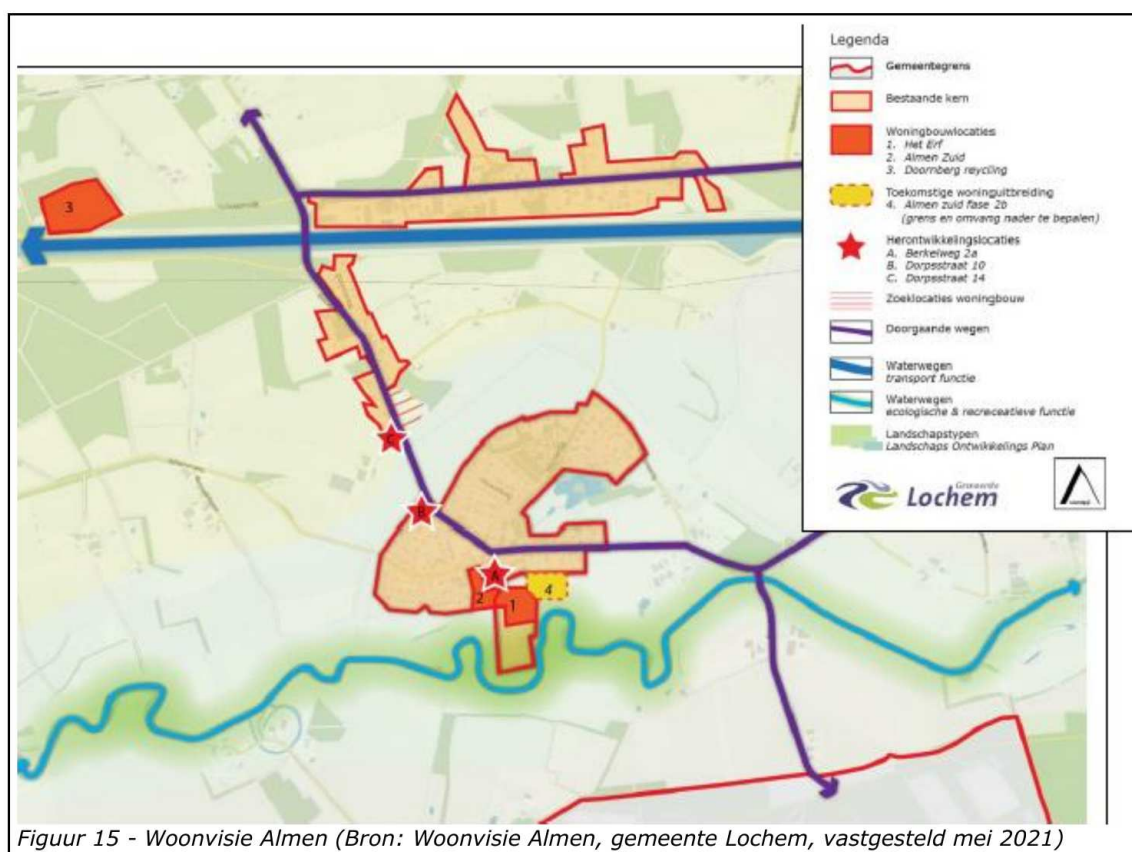 Legenda
Gemeentegrens
Bestaande kern
Woningbouwlocaties
1. Het Erf
2. Almen Zuid
3. Doornberg reycling
Toekomstige woninguitbreiding
4. Almen zuid fase 2b
(grens en omvang nader te bepalen)
Herontwikkelingslocaties
A. Berkelweg 2a
B. Dorpsstraat 10
C. Dorpsstraat 14
Zoeklocaties woningbouw
Doorgaande wegen
Waterwegen
transport functie
Waterwegen
ecologische & recreceatieve functie
Landschapstypen
Landschaps Ontwikkelings Plan
Gemeente
Lochem
3
C
B
A
2
1
4
Figuur 15 - Woonvisie Almen (Bron: Woonvisie Almen, gemeente Lochem, vastgesteld mei 2021)